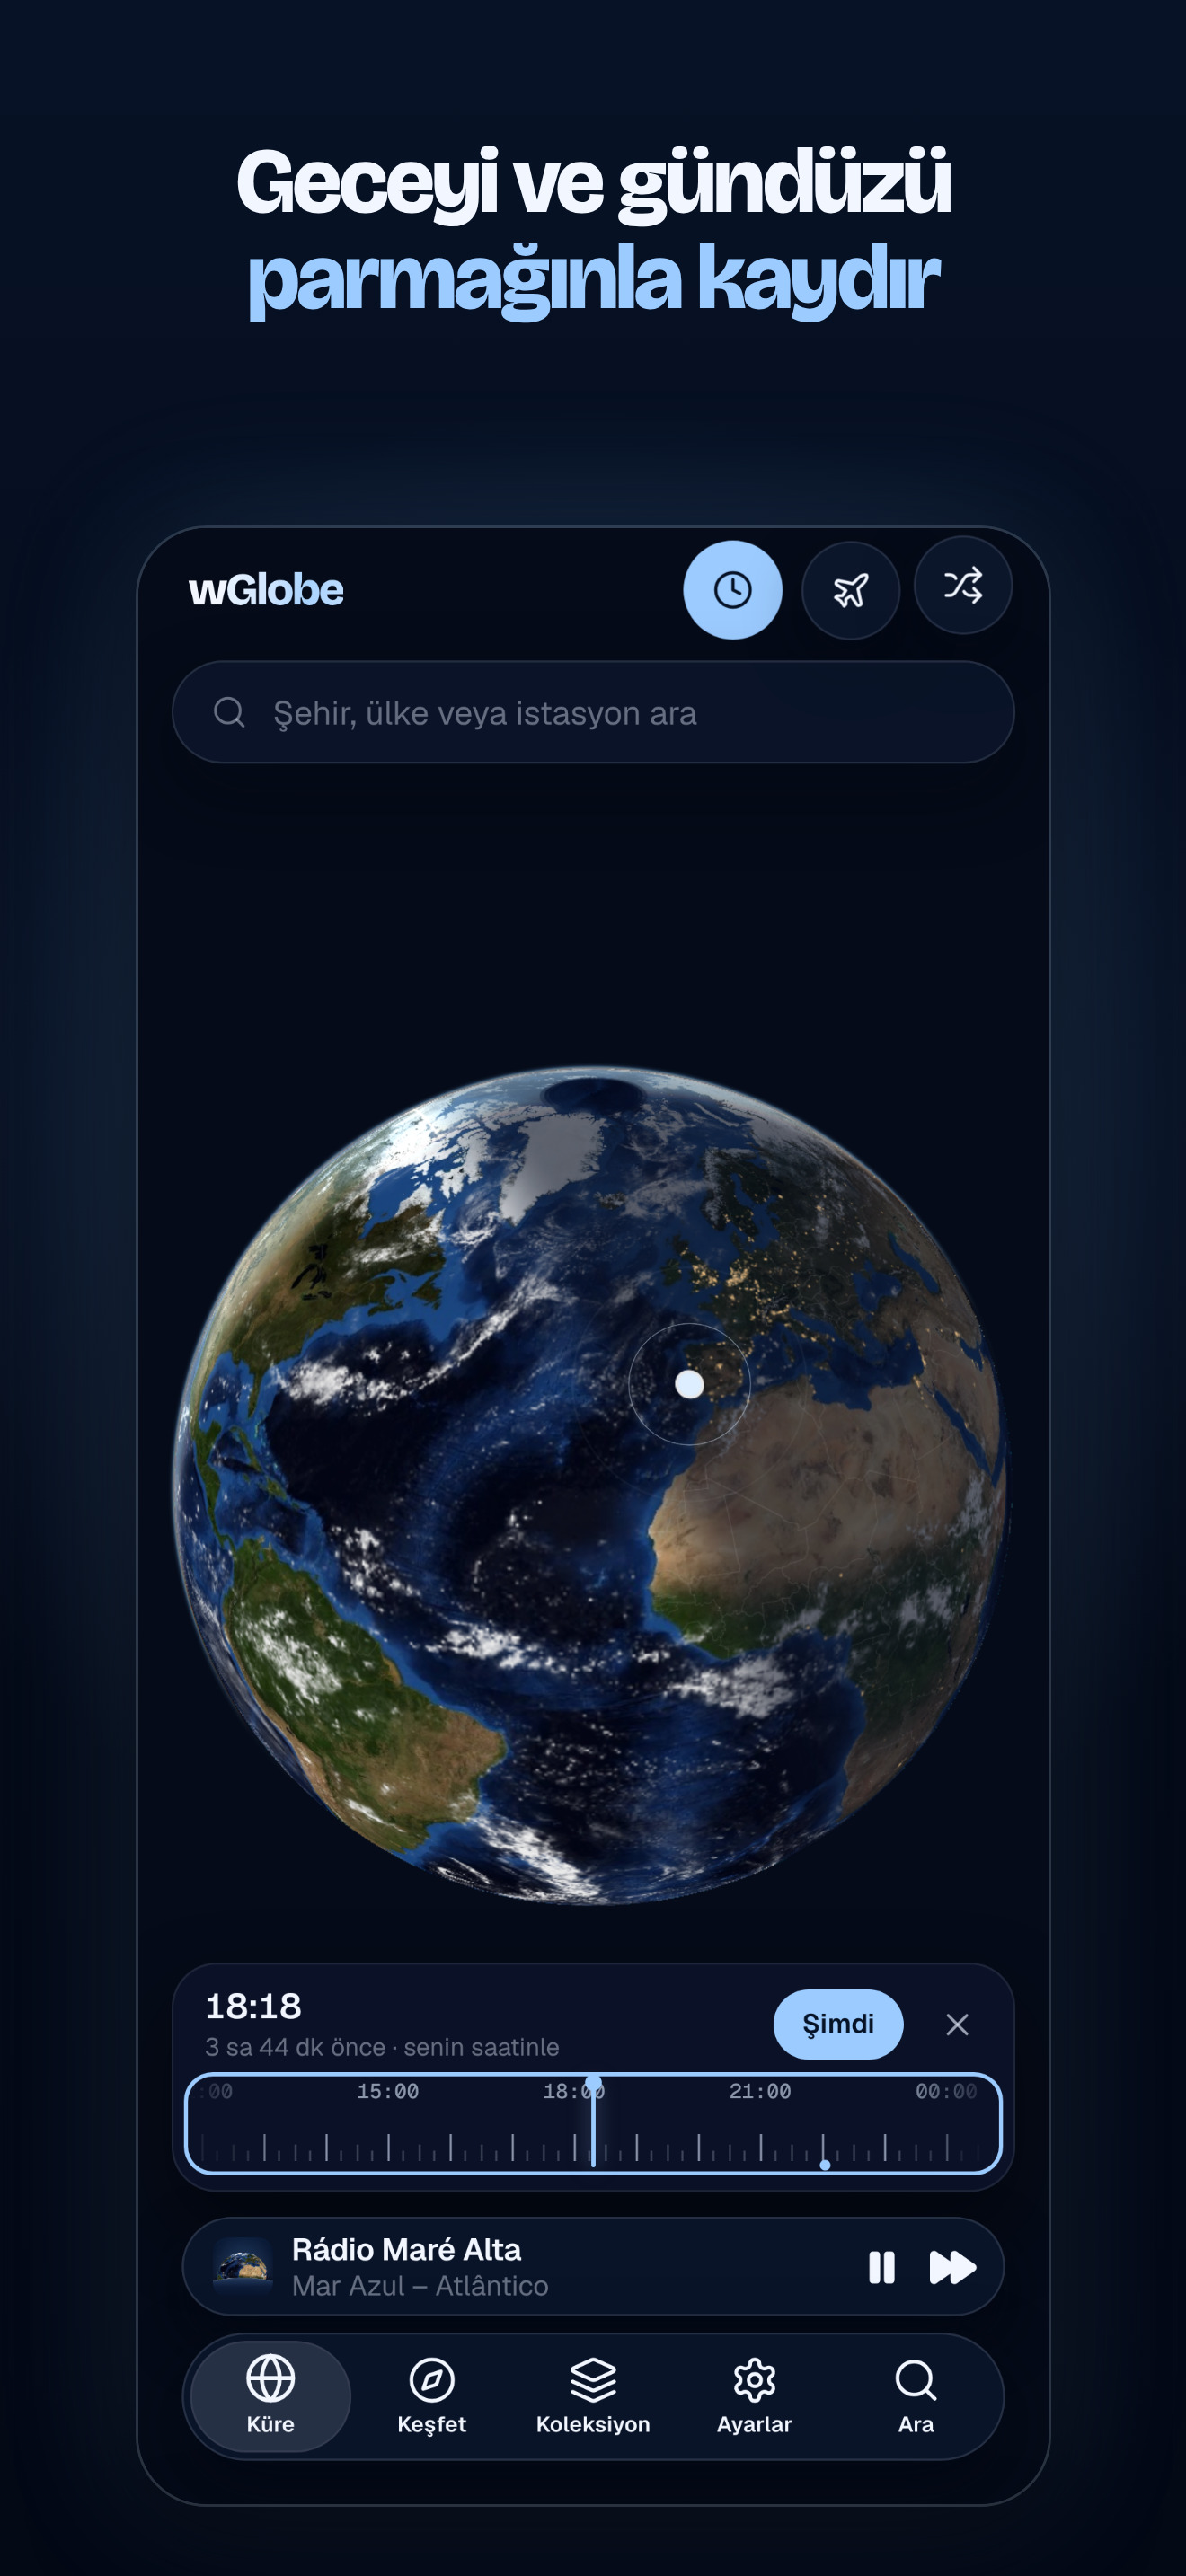 Geceyi ve gündüzü
parmağınla kaydır
wGlobe
Şehir, ülke veya istasyon ara
18:18
3 sa 44 dk önce · senin saatinle
Şimdi
:00 15:00 18:00 21:00 00:00
Rádio Maré Alta
Mar Azul – Atlântico
Küre Keşfet Koleksiyon Ayarlar Ara